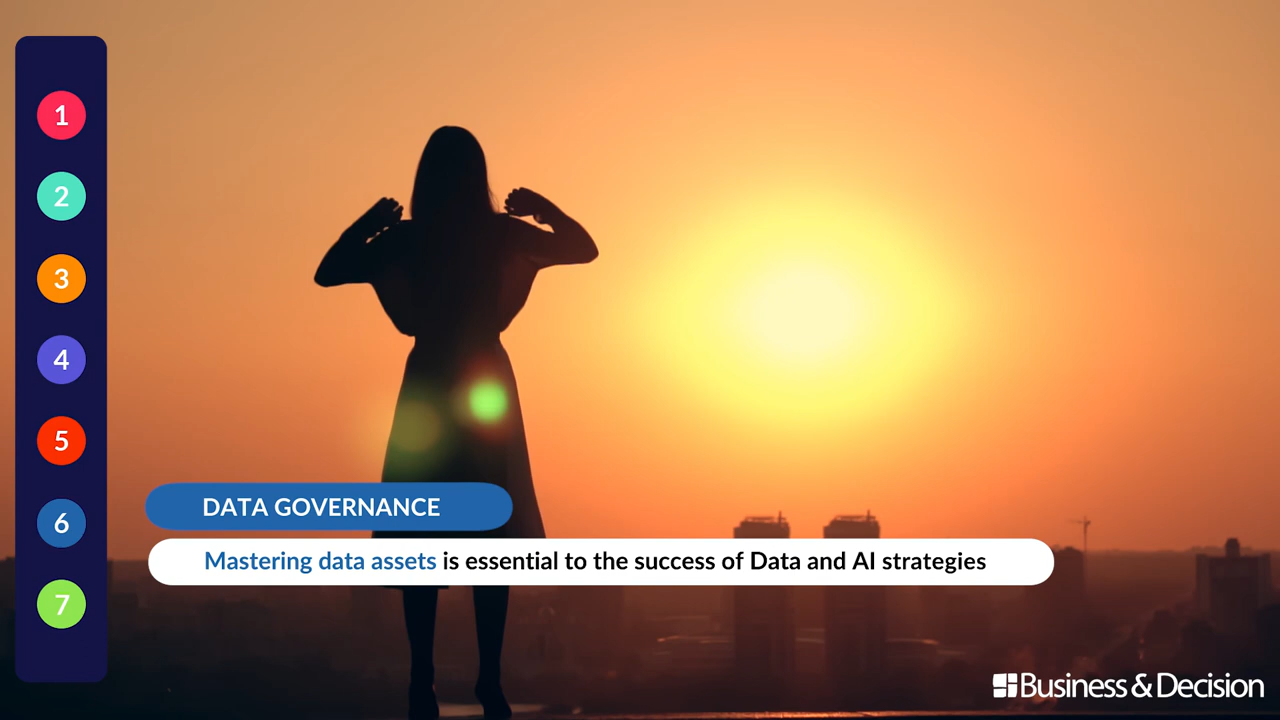 1
2
3
4
5
6
7
DATA GOVERNANCE
Mastering data assets is essential to the success of Data and AI strategies
Business & Decision